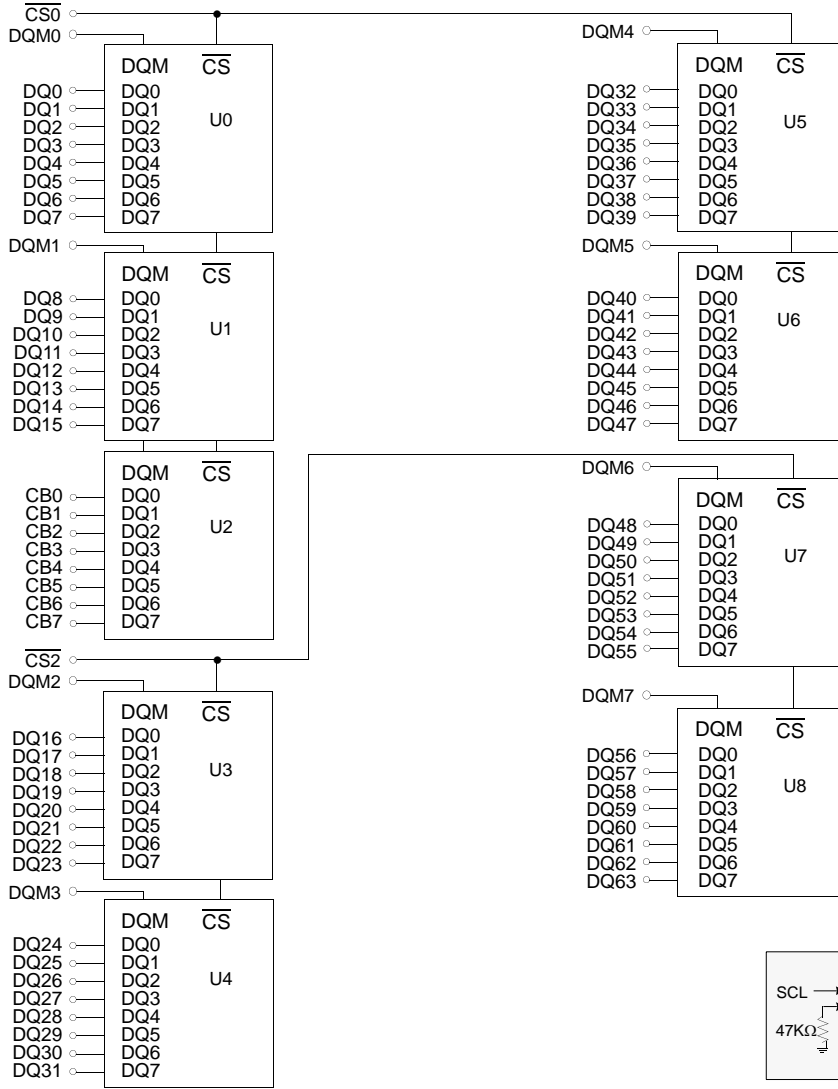 CS0
DQM0
DQM CS
DQ0 DQ0
DQ1 DQ1
DQ2 DQ2
DQ3 DQ3
DQ4 DQ4
DQ5 DQ5
DQ6 DQ6
DQ7 DQ7
U0
DQM1
DQM CS
DQ8 DQ0
DQ9 DQ1
DQ10 DQ2
DQ11 DQ3
DQ12 DQ4
DQ13 DQ5
DQ14 DQ6
DQ15 DQ7
U1
DQM CS
CB0 DQ0
CB1 DQ1
CB2 DQ2
CB3 DQ3
CB4 DQ4
CB5 DQ5
CB6 DQ6
CB7 DQ7
U2
CS2
DQM2
DQM CS
DQ16 DQ0
DQ17 DQ1
DQ18 DQ2
DQ19 DQ3
DQ20 DQ4
DQ21 DQ5
DQ22 DQ6
DQ23 DQ7
U3
DQM3
DQM CS
DQ24 DQ0
DQ25 DQ1
DQ26 DQ2
DQ27 DQ3
DQ28 DQ4
DQ29 DQ5
DQ30 DQ6
DQ31 DQ7
U4
DQM4
DQM CS
DQ32 DQ0
DQ33 DQ1
DQ34 DQ2
DQ35 DQ3
DQ36 DQ4
DQ37 DQ5
DQ38 DQ6
DQ39 DQ7
U5
DQM5
DQM CS
DQ40 DQ0
DQ41 DQ1
DQ42 DQ2
DQ43 DQ3
DQ44 DQ4
DQ45 DQ5
DQ46 DQ6
DQ47 DQ7
U6
DQM6
DQM CS
DQ48 DQ0
DQ49 DQ1
DQ50 DQ2
DQ51 DQ3
DQ52 DQ4
DQ53 DQ5
DQ54 DQ6
DQ55 DQ7
U7
DQM7
DQM CS
DQ56 DQ0
DQ57 DQ1
DQ58 DQ2
DQ59 DQ3
DQ60 DQ4
DQ61 DQ5
DQ62 DQ6
DQ63 DQ7
U8
SCL
47KΩ